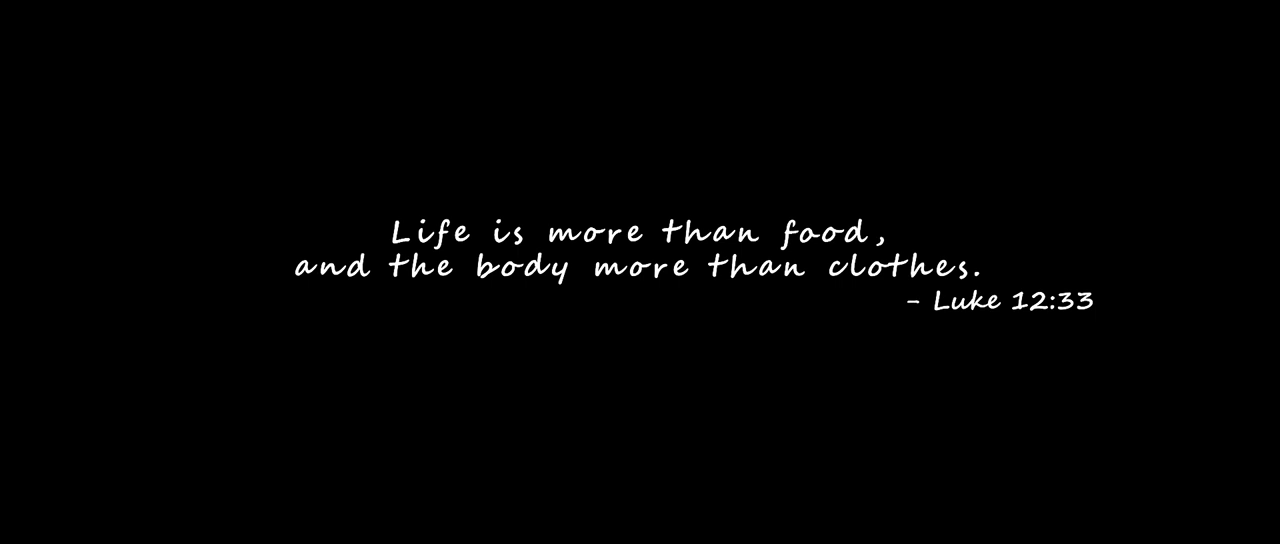 Life is more than food,
and the body more than clothes.
- Luke 12:33